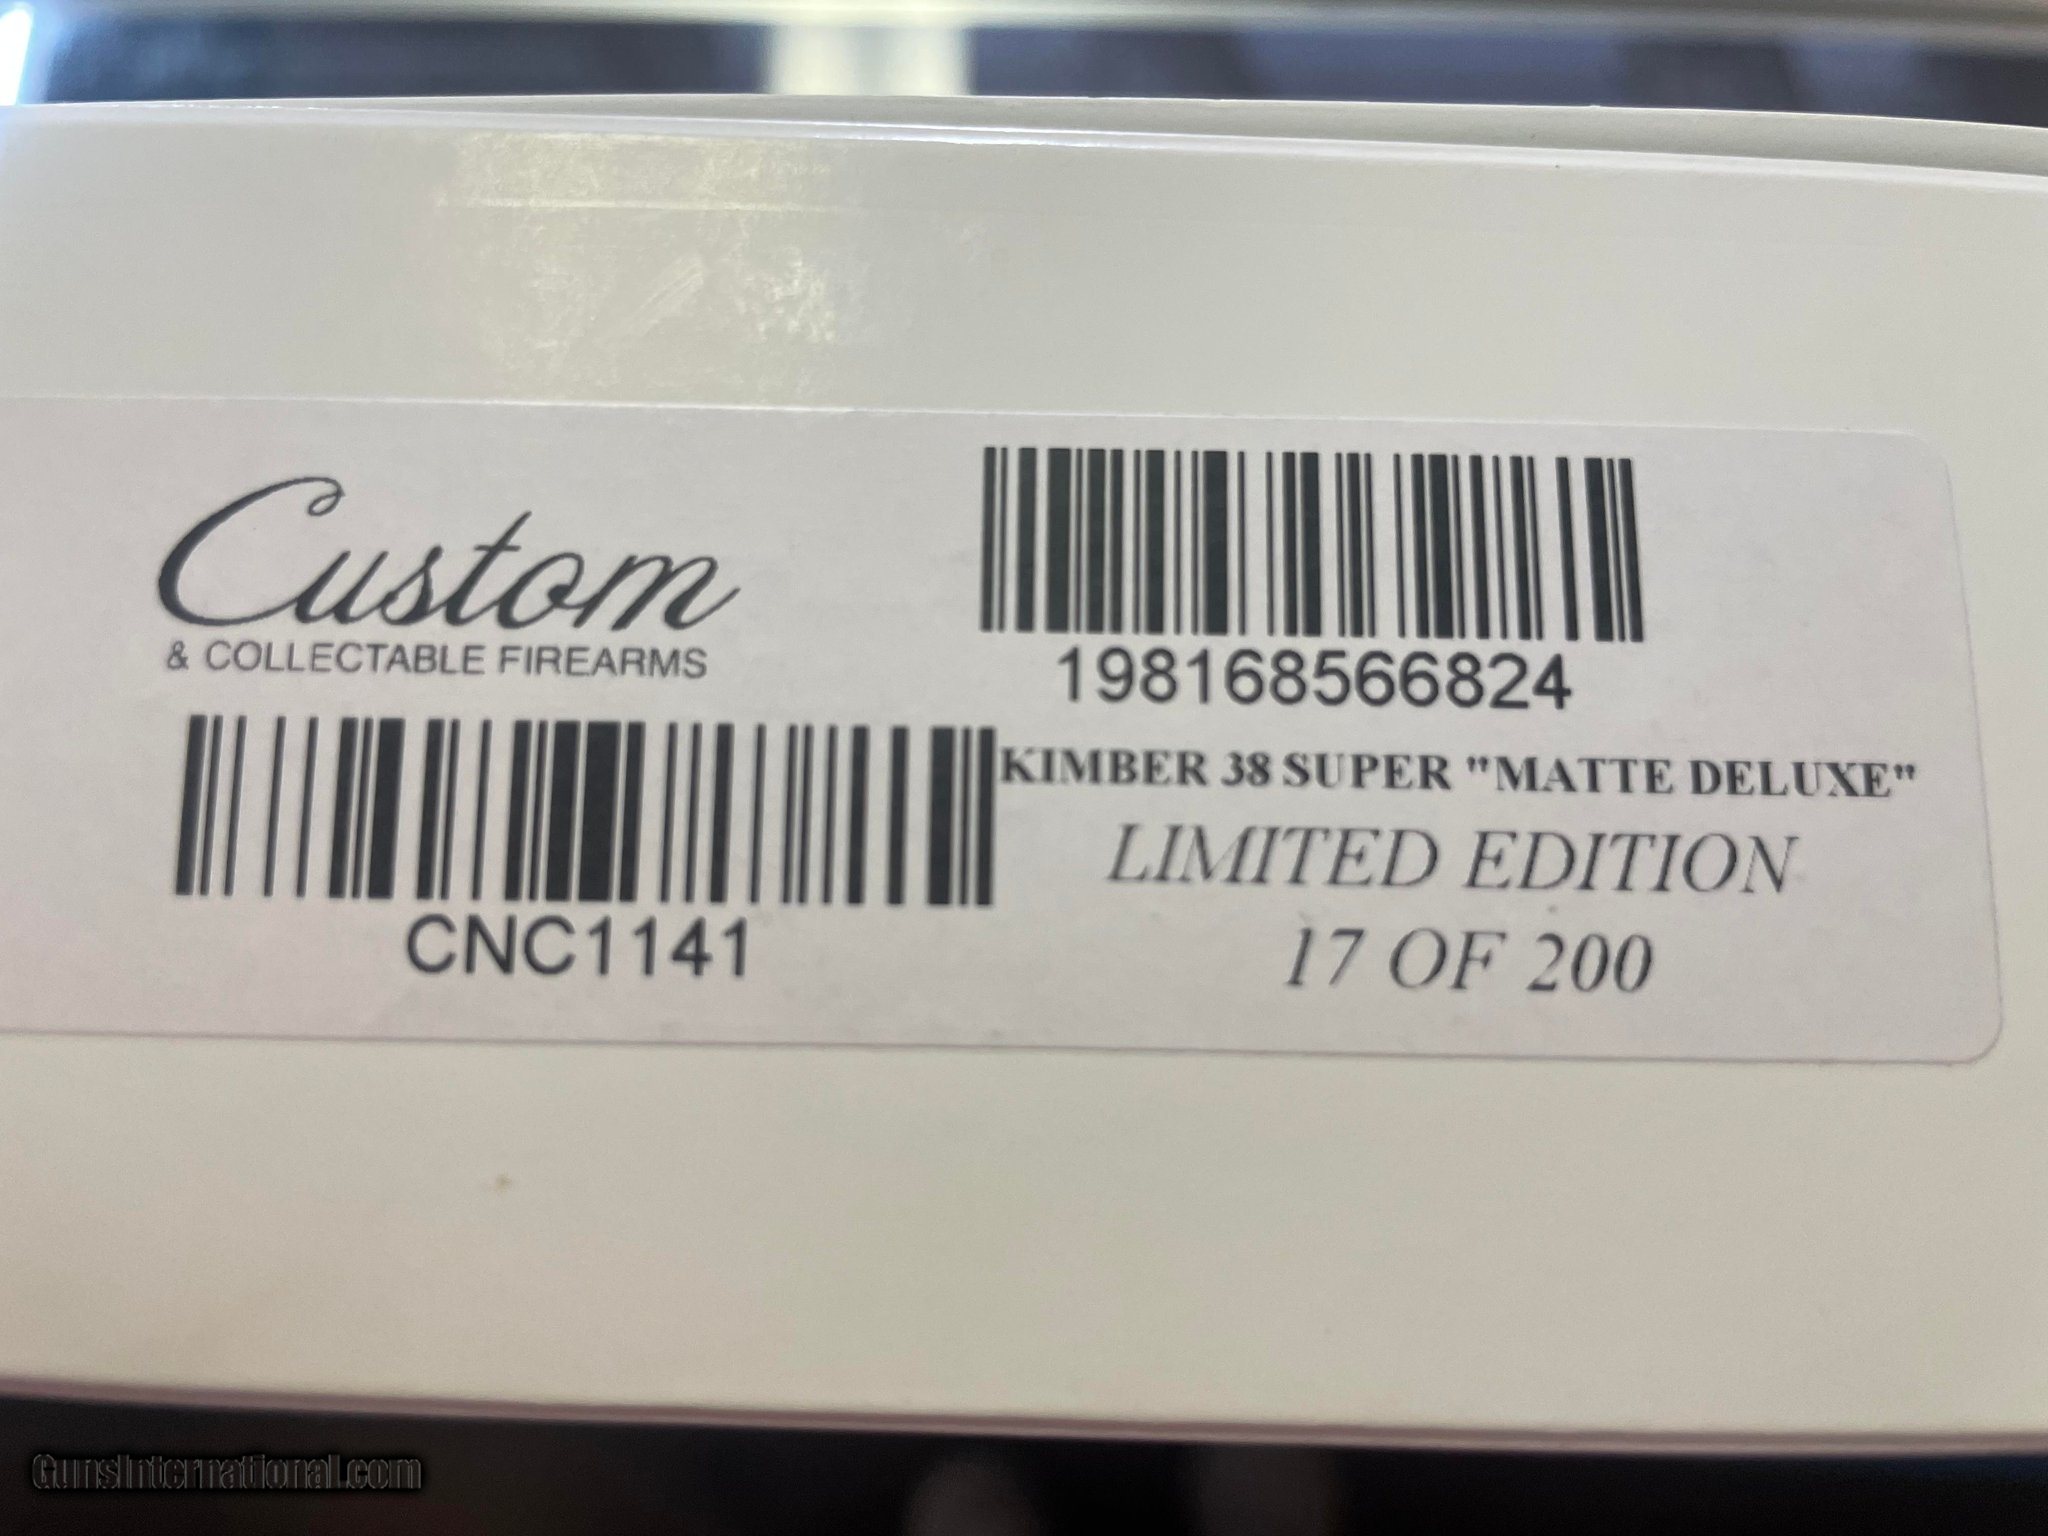 Custom
& COLLECTABLE FIREARMS
198168566824
CNC1141
KIMBER 38 SUPER "MATTE DELUXE"
LIMITED EDITION
17 OF 200
GunsInternational.com